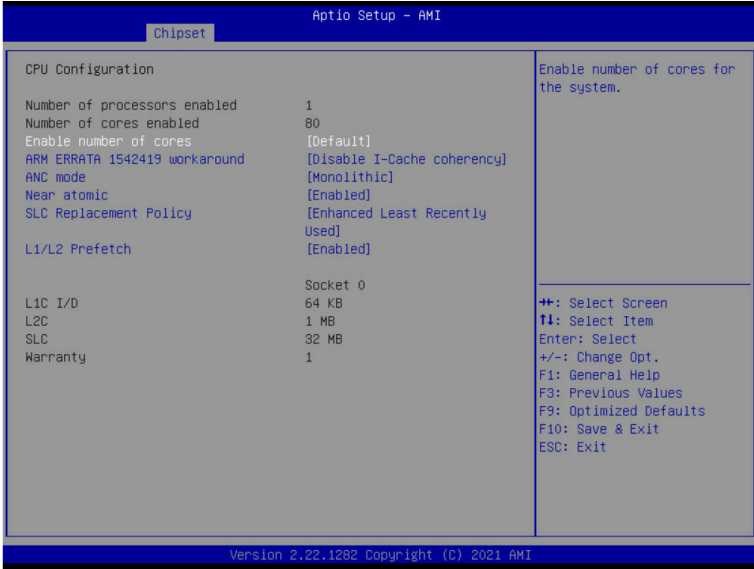 Aptio Setup – AMI
Chipset
CPU Configuration
Number of processors enabled 1
Number of cores enabled 80
Enable number of cores [Default]
ARM ERRATA 1542419 workaround [Disable I-Cache coherency]
ANC mode [Monolithic]
Near atomic [Enabled]
SLC Replacement Policy [Enhanced Least Recently
Used]
L1/L2 Prefetch [Enabled]
Socket 0
L1C I/D 64 KB
L2C 1 MB
SLC 32 MB
Warranty 1
Enable number of cores for
the system.
→←: Select Screen
↑↓: Select Item
Enter: Select
+/-: Change Opt.
F1: General Help
F3: Previous Values
F9: Optimized Defaults
F10: Save & Exit
ESC: Exit
Version 2.22.1282 Copyright (C) 2021 AMI